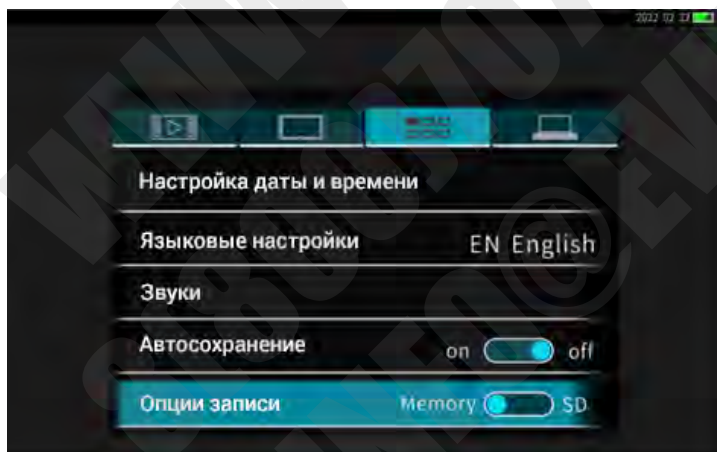 Настройка даты и времени
Языковые настройки EN English
Звуки
Автосохранение on off
Опции записи Memory SD